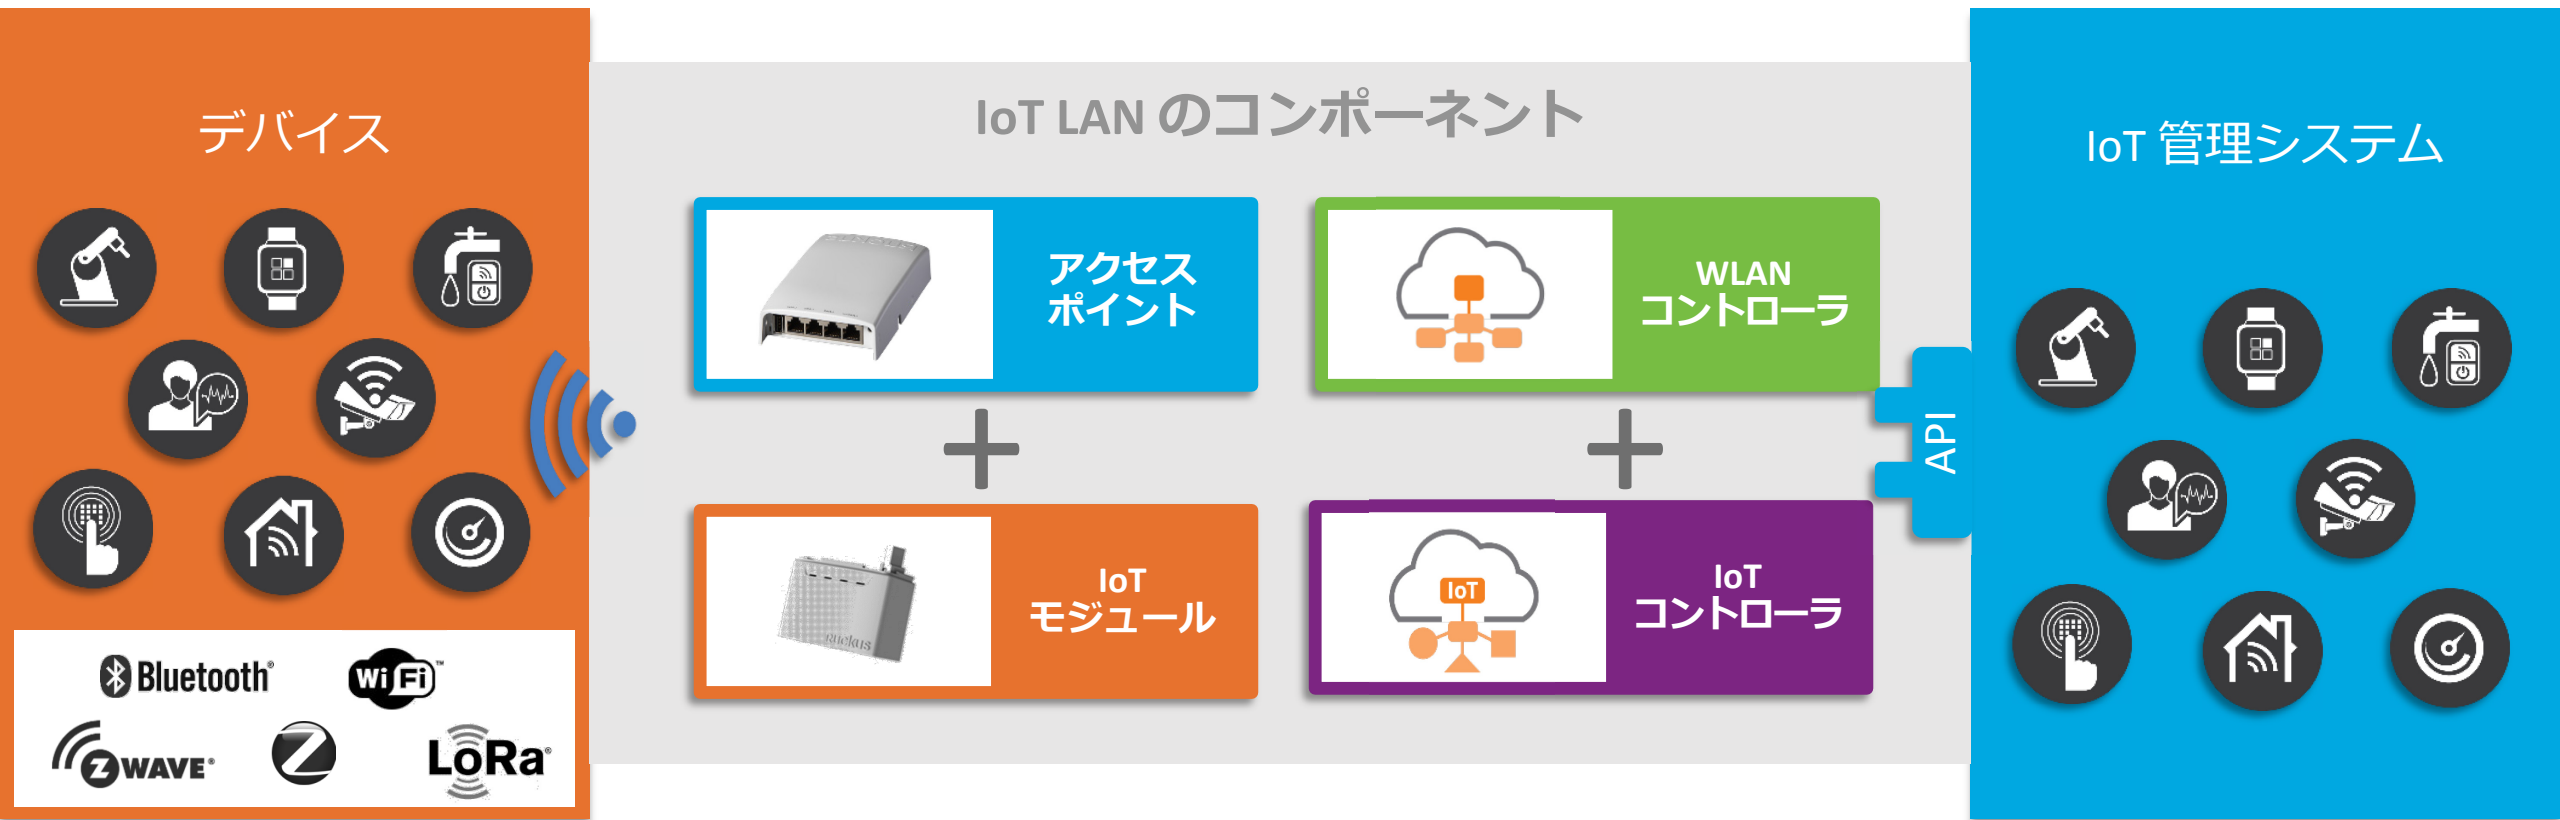 デバイス
Bluetooth®
Wi Fi™
Z WAVE®
Z
LoRa®
IoT LAN のコンポーネント
アクセス
ポイント
WLAN
コントローラ
IoT
モジュール
RUCKUS
IoT
IoT
コントローラ
API
IoT 管理システム